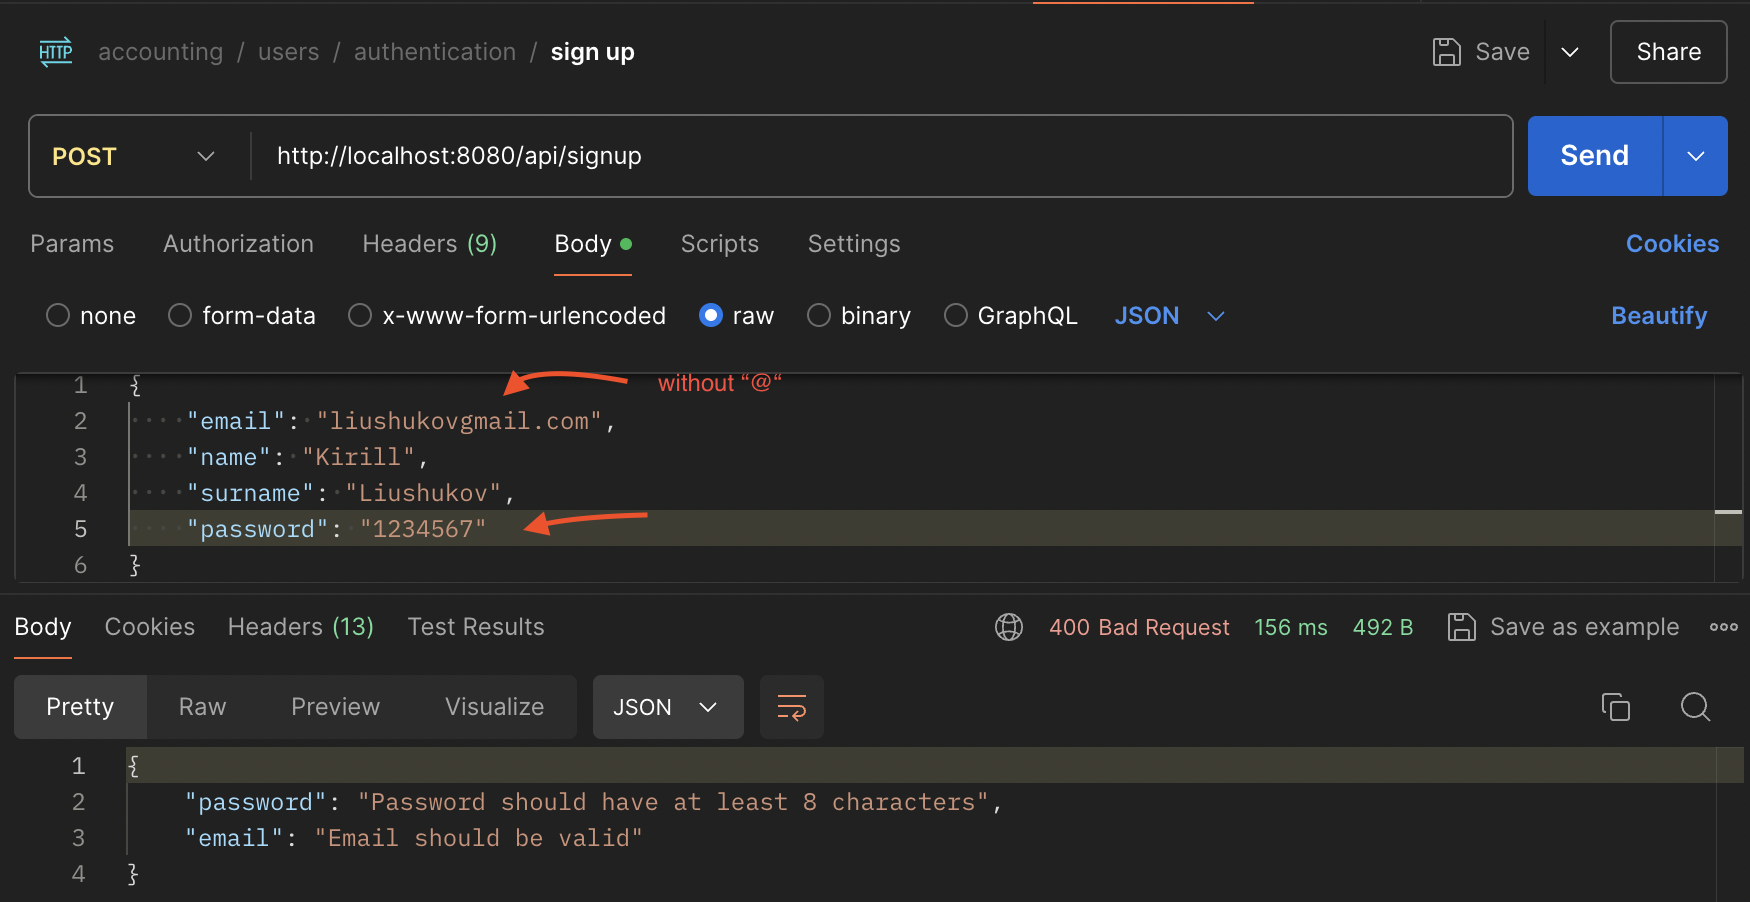 HTTP accounting / users / authentication / sign up Save Share
POST http://localhost:8080/api/signup Send
Params Authorization Headers (9) Body Scripts Settings Cookies
none form-data x-www-form-urlencoded raw binary GraphQL JSON Beautify
1 { without “@“
2 "email": "liushukovgmail.com",
3 "name": "Kirill",
4 "surname": "Liushukov",
5 "password": "1234567"
6 }
Body Cookies Headers (13) Test Results 400 Bad Request 156 ms 492 B Save as example
Pretty Raw Preview Visualize JSON
1 {
2 "password": "Password should have at least 8 characters",
3 "email": "Email should be valid"
4 }